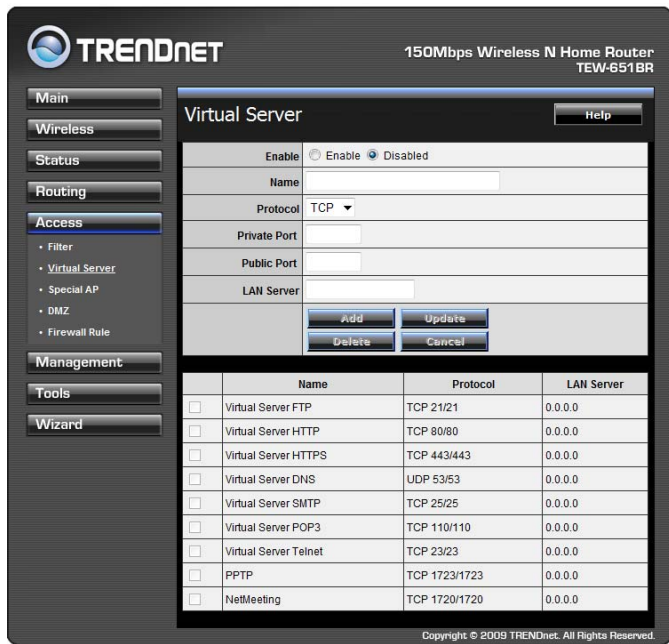 TRENDNET
150Mbps Wireless N Home Router
TEW-651BR
Main
Wireless
Status
Routing
Access
• Filter
• Virtual Server
• Special AP
• DMZ
• Firewall Rule
Management
Tools
Wizard
Virtual Server
Help
Enable Enable Disabled
Name
Protocol TCP
Private Port
Public Port
LAN Server
Add Update
Delete Cancel
Name Protocol LAN Server
Virtual Server FTP TCP 21/21 0.0.0.0
Virtual Server HTTP TCP 80/80 0.0.0.0
Virtual Server HTTPS TCP 443/443 0.0.0.0
Virtual Server DNS UDP 53/53 0.0.0.0
Virtual Server SMTP TCP 25/25 0.0.0.0
Virtual Server POP3 TCP 110/110 0.0.0.0
Virtual Server Telnet TCP 23/23 0.0.0.0
PPTP TCP 1723/1723 0.0.0.0
NetMeeting TCP 1720/1720 0.0.0.0
Copyright © 2009 TRENDnet. All Rights Reserved.